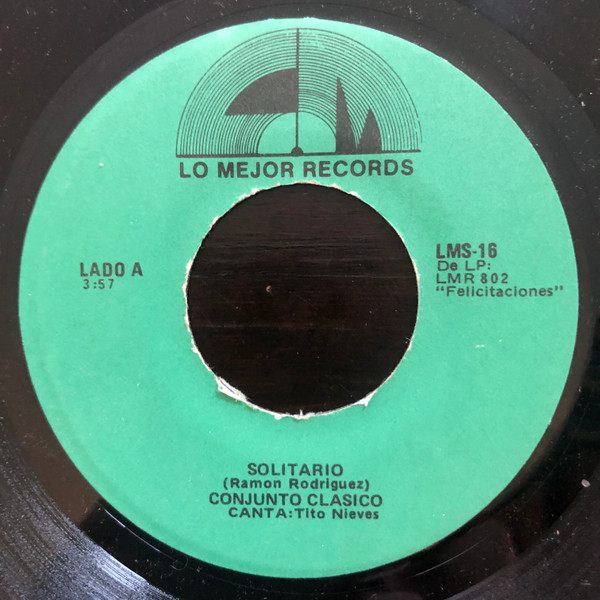 LO MEJOR RECORDS
LADO A
3:57
LMS-16
De LP:
LMR 802
"Felicitaciones"
SOLITARIO
(Ramon Rodriguez)
CONJUNTO CLASICO
CANTA:Tito Nieves